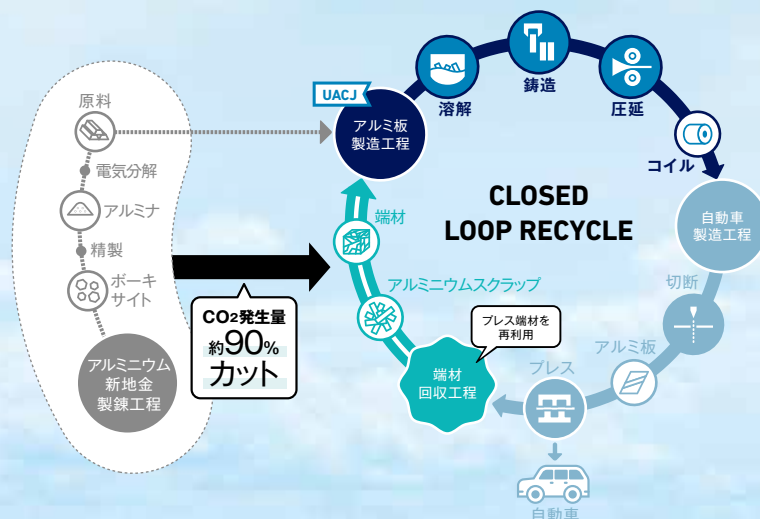 原料
電気分解
アルミナ
精製
ボーキ
サイト
アルミニウム
新地金
製錬工程
CO2発生量
約90%
カット
UACJ
アルミ板
製造工程
溶解
鋳造
圧延
コイル
CLOSED
LOOP RECYCLE
自動車
製造工程
切断
アルミ板
プレス
自動車
プレス端材を
再利用
端材
回収工程
アルミニウムスクラップ
端材